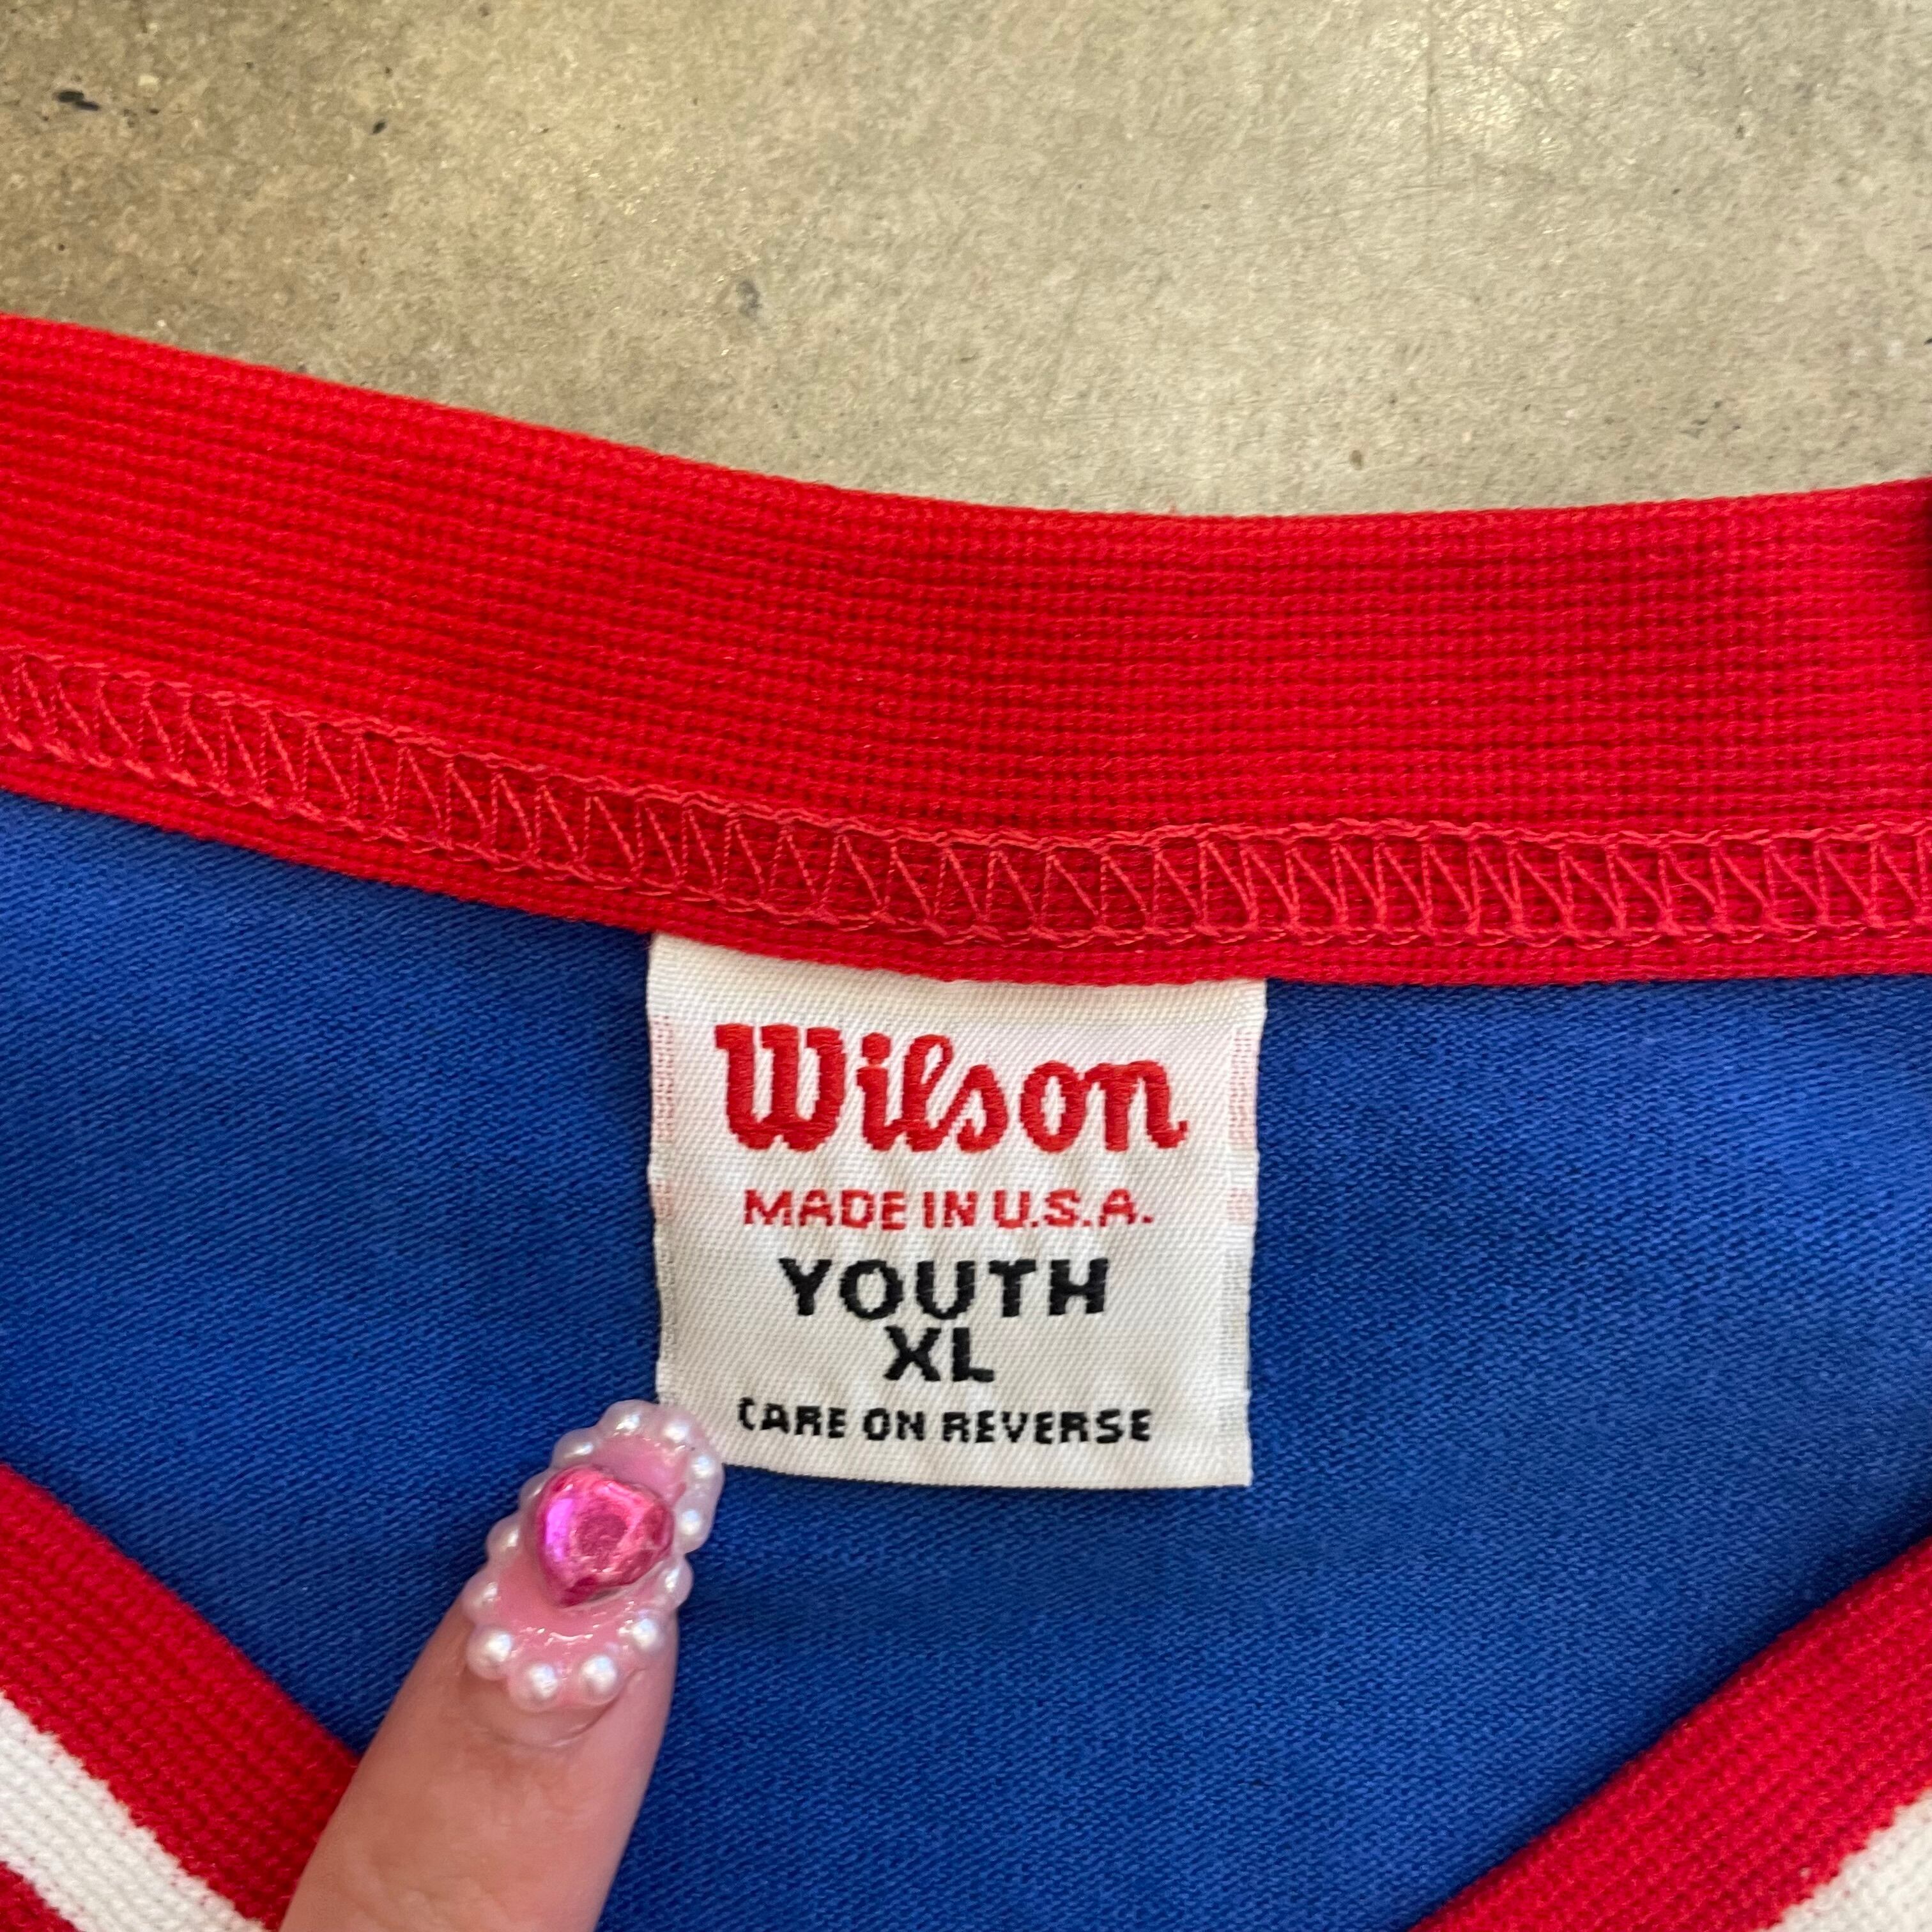 Wilson
MADE IN U.S.A.
YOUTH
XL
CARE ON REVERSE